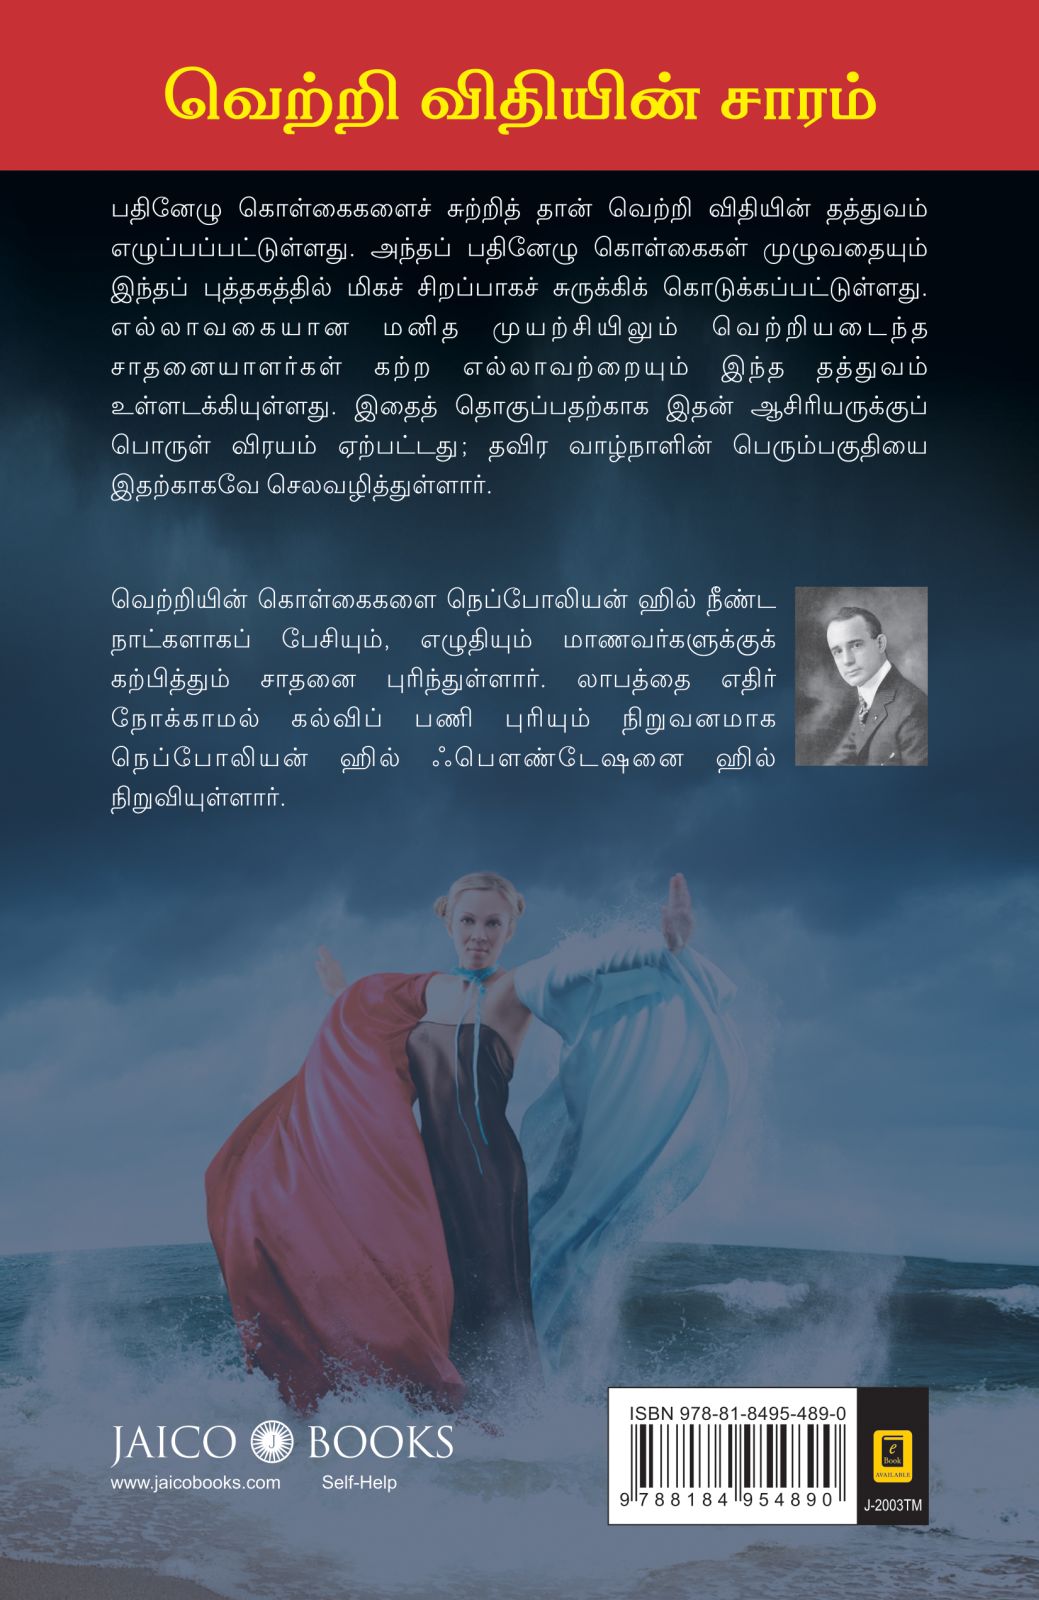 வெற்றி விதியின் சாரம்
பதினேழு கொள்கைகளைச் சுற்றித் தான் வெற்றி விதியின் தத்துவம்
எழுப்பப்பட்டுள்ளது. அந்தப் பதினேழு கொள்கைகள் முழுவதையும்
இந்தப் புத்தகத்தில் மிகச் சிறப்பாகச் சுருக்கிக் கொடுக்கப்பட்டுள்ளது.
எல்லாவகையான மனித முயற்சியிலும் வெற்றியடைந்த
சாதனையாளர்கள் கற்ற எல்லாவற்றையும் இந்த தத்துவம்
உள்ளடக்கியுள்ளது. இதைத் தொகுப்பதற்காக இதன் ஆசிரியருக்குப்
பொருள் விரயம் ஏற்பட்டது; தவிர வாழ்நாளின் பெரும்பகுதியை
இதற்காகவே செலவழித்துள்ளார்.
வெற்றியின் கொள்கைகளை நெப்போலியன் ஹில் நீண்ட
நாட்களாகப் பேசியும், எழுதியும் மாணவர்களுக்குக்
கற்பித்தும் சாதனை புரிந்துள்ளார். லாபத்தை எதிர்
நோக்காமல் கல்விப் பணி புரியும் நிறுவனமாக
நெப்போலியன் ஹில் ஃபௌண்டேஷனை ஹில்
நிறுவியுள்ளார்.
JAICO J BOOKS
www.jaicobooks.com Self-Help
ISBN 978-81-8495-489-0
9 788184 954890
e
Book
AVAILABLE
J-2003TM